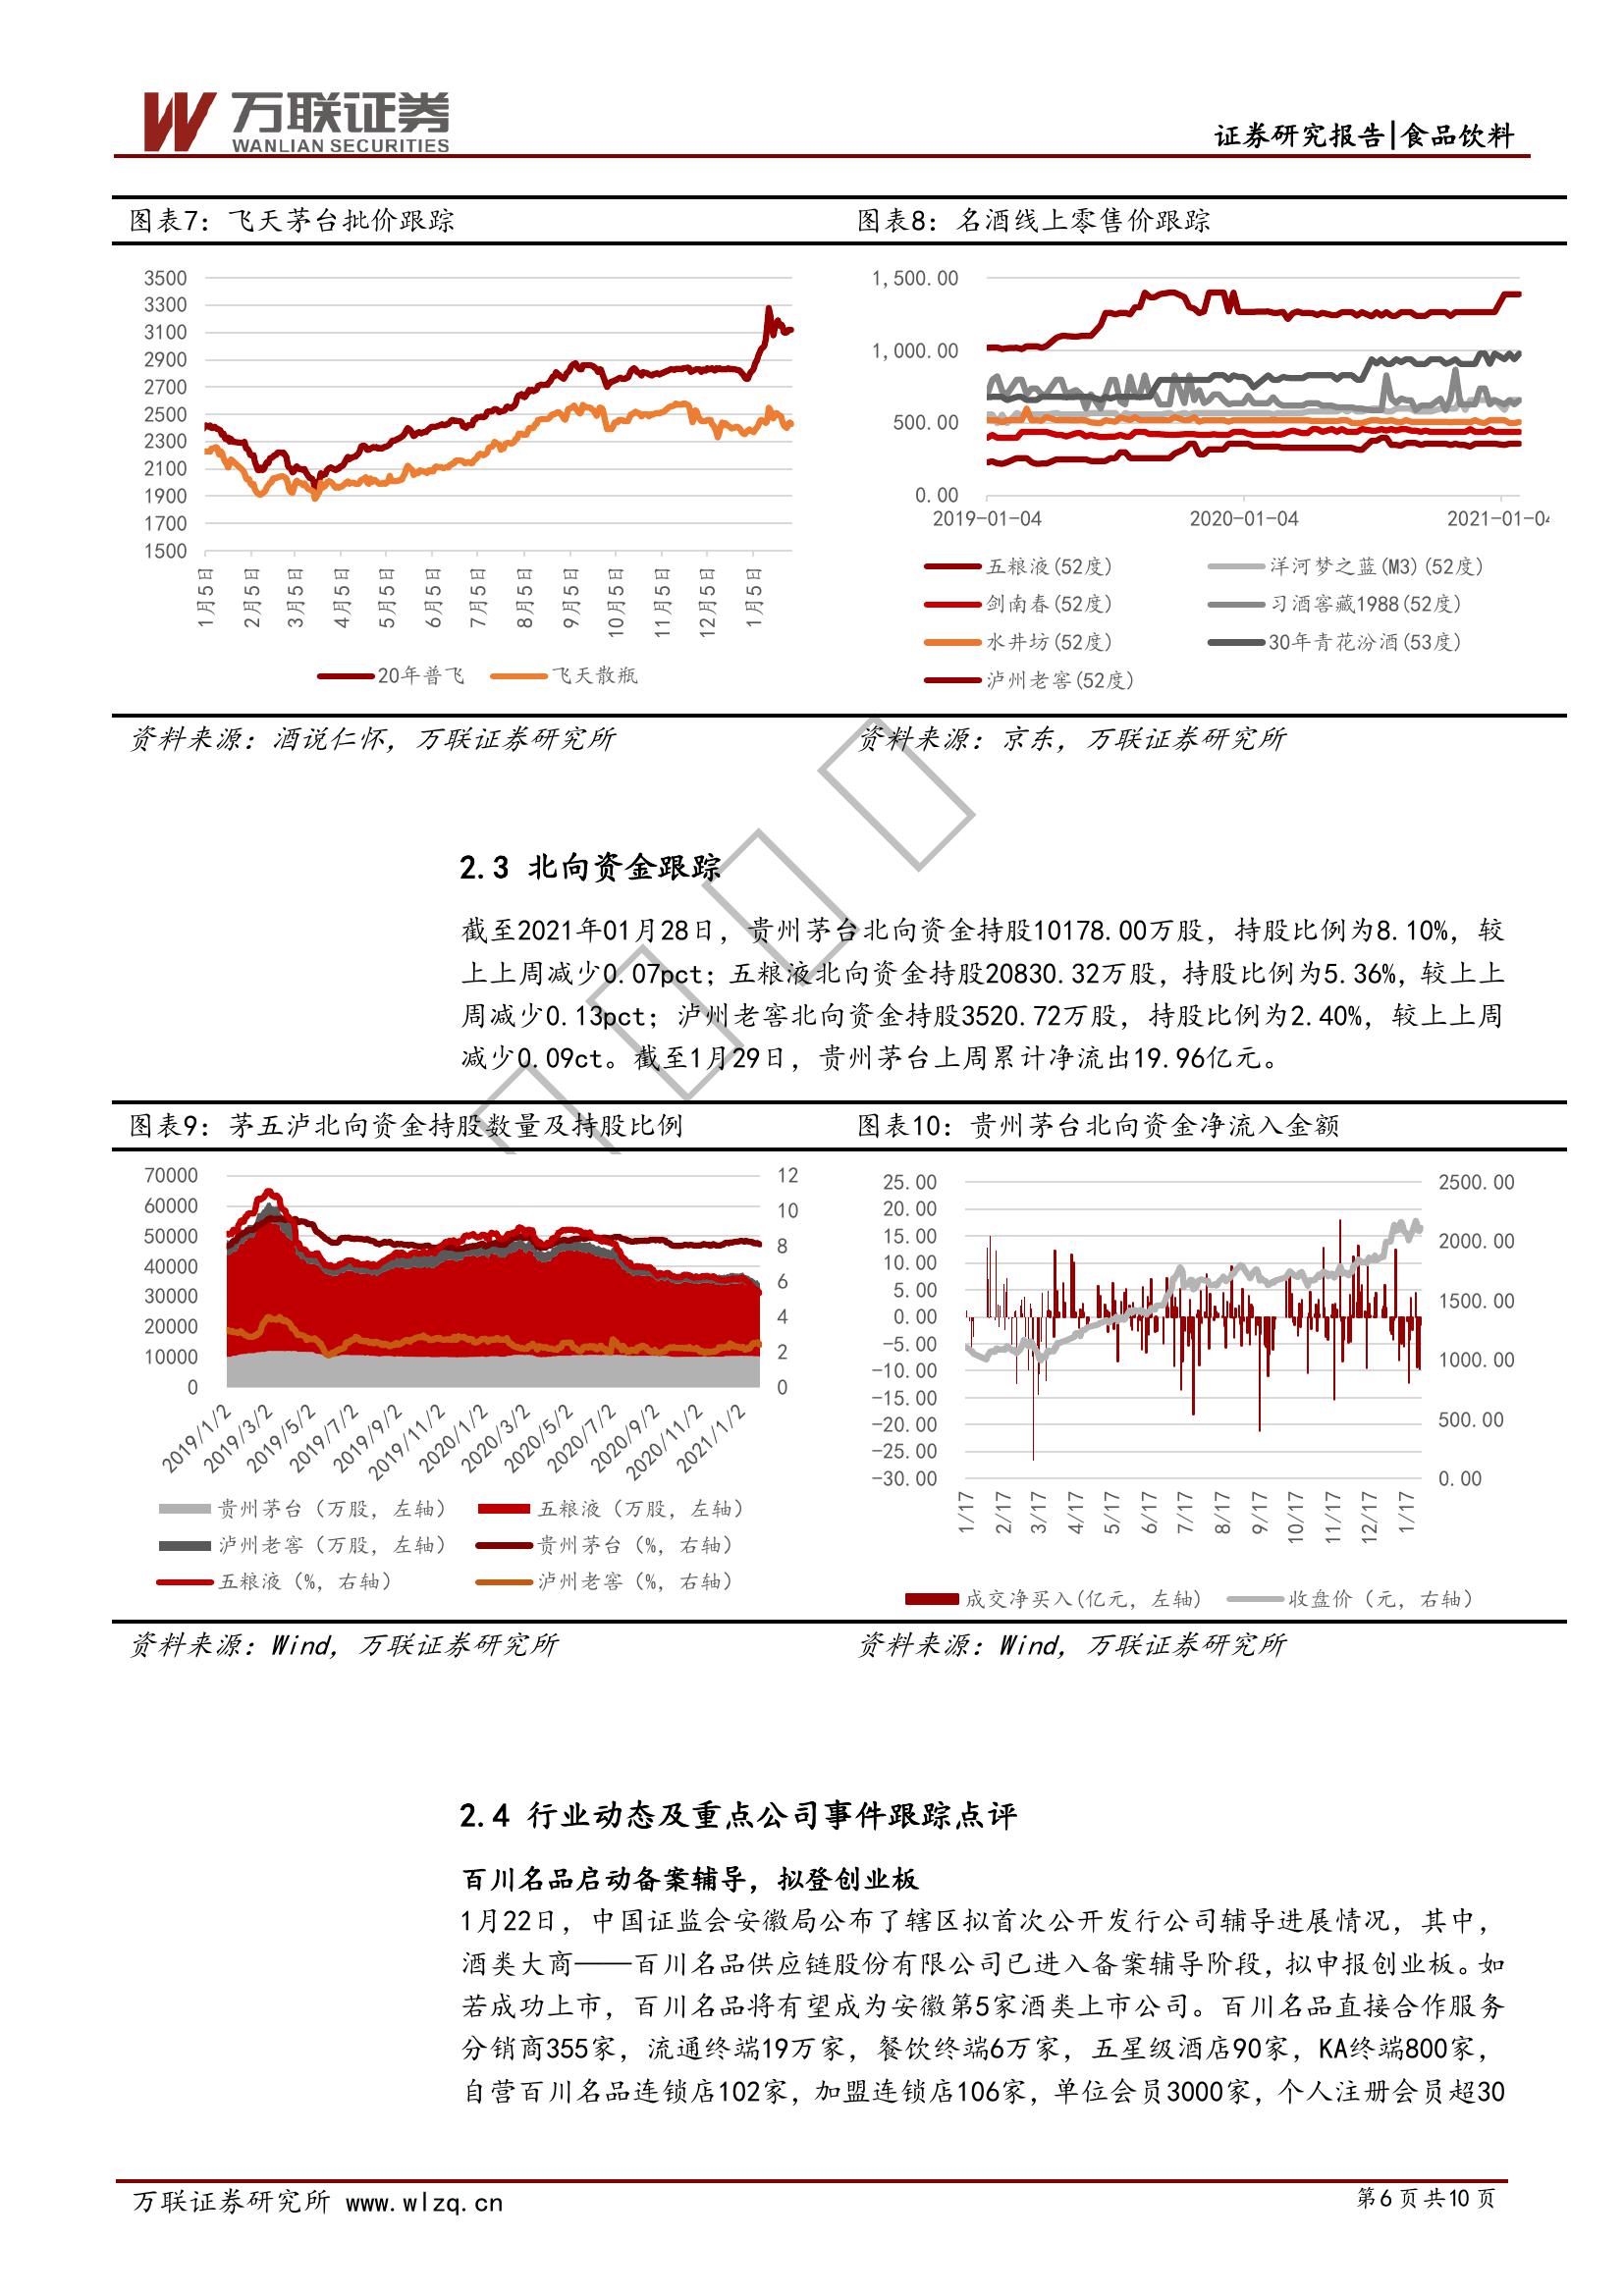 万联证券
WANLIAN SECURITIES
证券研究报告|食品饮料
图表7：飞天茅台批价跟踪
3500
3300
3100
2900
2700
2500
2300
2100
1900
1700
1500
1月5日
2月5日
3月5日
4月5日
5月5日
6月5日
7月5日
8月5日
9月5日
10月5日
11月5日
12月5日
1月5日
20年普飞 飞天散瓶
资料来源：酒说仁怀，万联证券研究所
图表8：名酒线上零售价跟踪
1,500.00
1,000.00
500.00
0.00
2019-01-04 2020-01-04 2021-01-04
五粮液(52度) 洋河梦之蓝(M3)(52度)
剑南春(52度) 习酒窖藏1988(52度)
水井坊(52度) 30年青花汾酒(53度)
泸州老窖(52度)
资料来源：京东，万联证券研究所
2.3 北向资金跟踪
截至2021年01月28日，贵州茅台北向资金持股10178.00万股，持股比例为8.10%，较
上上周减少0.07pct；五粮液北向资金持股20830.32万股，持股比例为5.36%，较上上
周减少0.13pct；泸州老窖北向资金持股3520.72万股，持股比例为2.40%，较上上周
减少0.09ct。截至1月29日，贵州茅台上周累计净流出19.96亿元。
图表9：茅五泸北向资金持股数量及持股比例
70000
60000
50000
40000
30000
20000
10000
0
12
10
8
6
4
2
0
2019/1/2
2019/3/2
2019/5/2
2019/7/2
2019/9/2
2019/11/2
2020/1/2
2020/3/2
2020/5/2
2020/7/2
2020/9/2
2020/11/2
2021/1/2
贵州茅台（万股，左轴） 五粮液（万股，左轴）
泸州老窖（万股，左轴） 贵州茅台（%，右轴）
五粮液（%，右轴） 泸州老窖（%，右轴）
资料来源：Wind，万联证券研究所
图表10：贵州茅台北向资金净流入金额
25.00
20.00
15.00
10.00
5.00
0.00
-5.00
-10.00
-15.00
-20.00
-25.00
-30.00
2500.00
2000.00
1500.00
1000.00
500.00
0.00
1/17
2/17
3/17
4/17
5/17
6/17
7/17
8/17
9/17
10/17
11/17
12/17
1/17
成交净买入(亿元，左轴) 收盘价（元，右轴）
资料来源：Wind，万联证券研究所
2.4 行业动态及重点公司事件跟踪点评
百川名品启动备案辅导，拟登创业板
1月22日，中国证监会安徽局公布了辖区拟首次公开发行公司辅导进展情况，其中，
酒类大商——百川名品供应链股份有限公司已进入备案辅导阶段，拟申报创业板。如
若成功上市，百川名品将有望成为安徽第5家酒类上市公司。百川名品直接合作服务
分销商355家，流通终端19万家，餐饮终端6万家，五星级酒店90家，KA终端800家，
自营百川名品连锁店102家，加盟连锁店106家，单位会员3000家，个人注册会员超30
万联证券研究所 www.wlzq.cn
第6页共10页